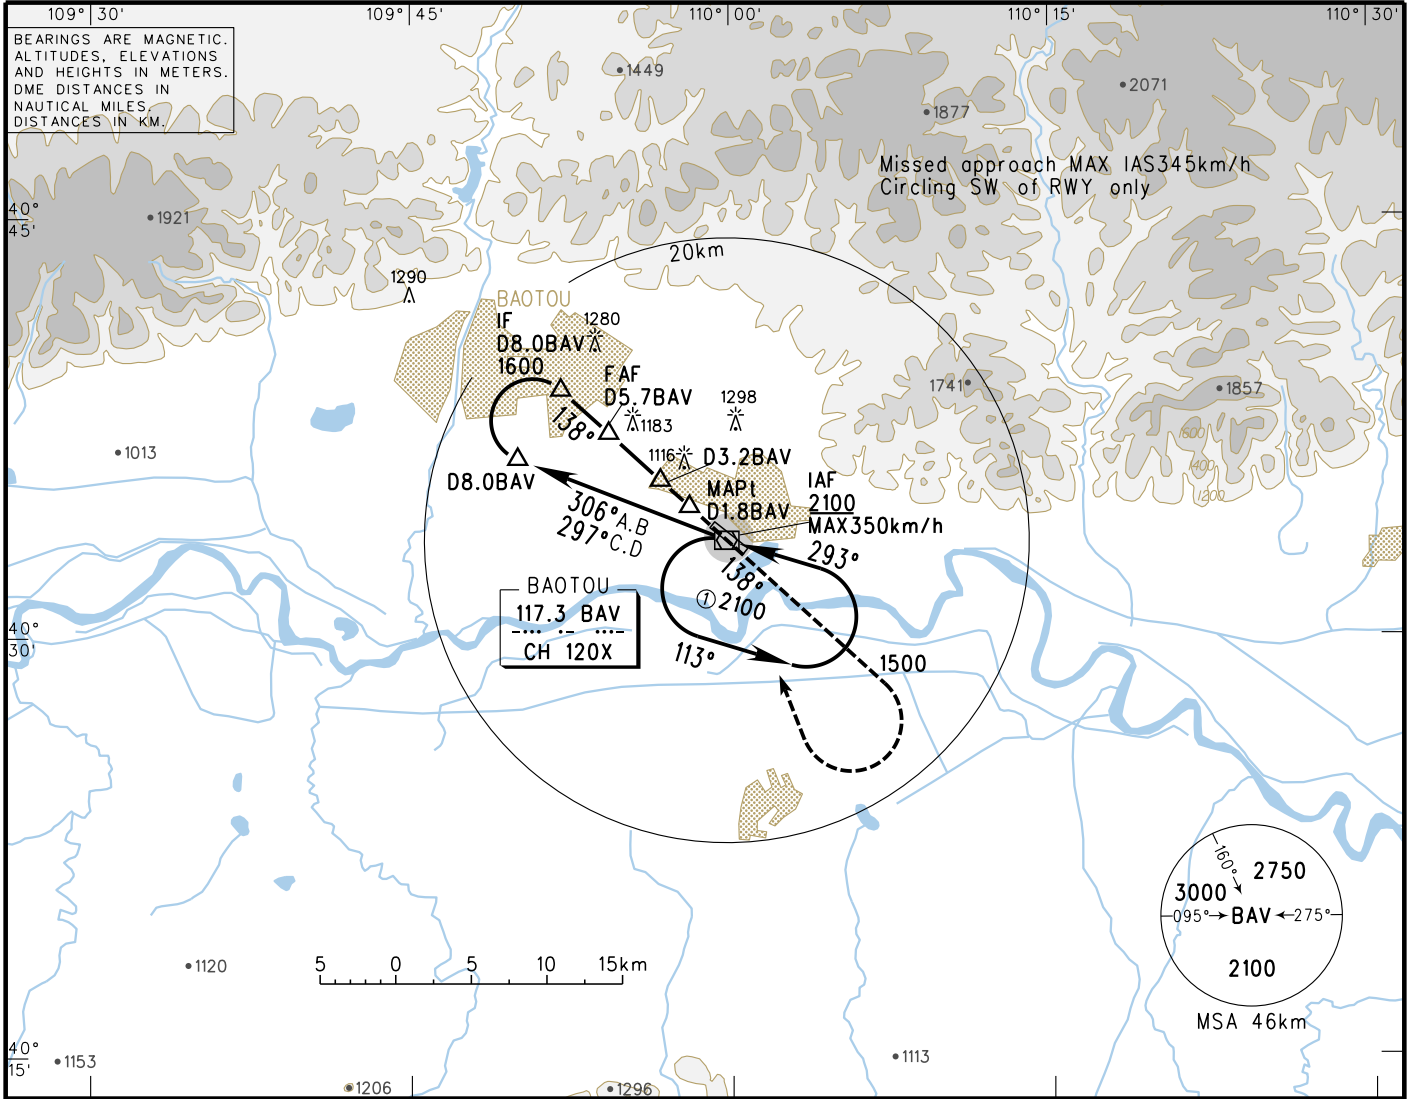 109°30'
109°45'
110°00'
110°15'
110°30'
BEARINGS ARE MAGNETIC.
ALTITUDES, ELEVATIONS
AND HEIGHTS IN METERS.
DME DISTANCES IN
NAUTICAL MILES.
DISTANCES IN KM.
1449
2071
1877
Missed approach MAX IAS345km/h
Circling SW of RWY only
40°
45'
1921
20km
1290
BAOTOU
IF
D8.0BAV
1600
1280
FAF
D5.7BAV
1183
1298
1741
1857
138°
1600
1400
1200
1013
1116
D3.2BAV
D8.0BAV
MAPt
D1.8BAV
IAF
2100
MAX350km/h
306°A.B
297°C.D
293°
138°
① 2100
BAOTOU
117.3 BAV
CH 120X
40°
30'
113°
1500
160°
2750
3000
095°
BAV
275°
2100
MSA 46km
1120
5 0 5 10 15km
40°
15'
1153
1206
1296
1113